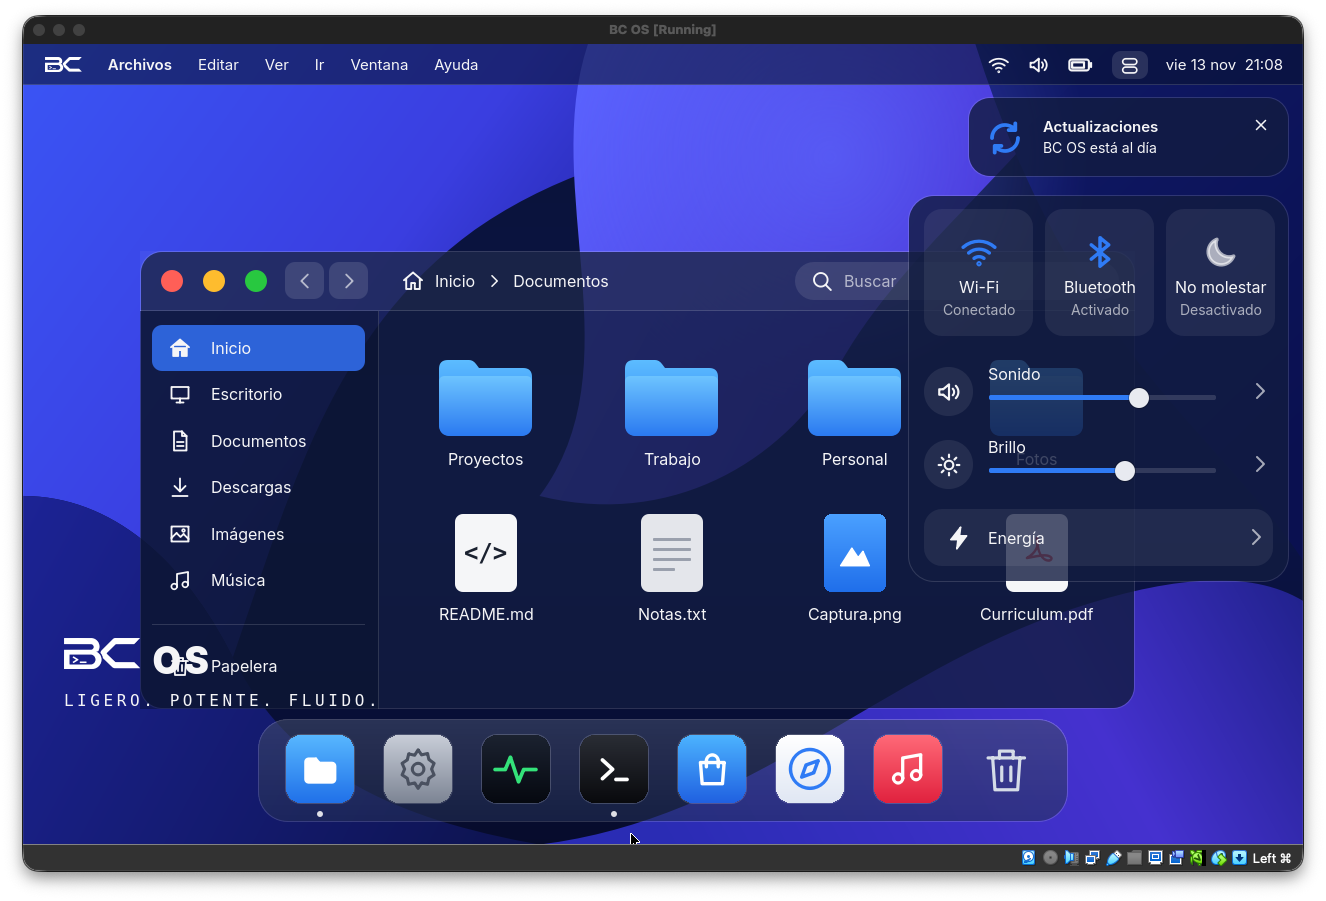 BC OS [Running]
BC Archivos Editar Ver Ir Ventana Ayuda vie 13 nov 21:08
Actualizaciones
BC OS está al día
Inicio Documentos Buscar
Wi-Fi Bluetooth No molestar
Conectado Activado Desactivado
Inicio
Escritorio
Documentos
Descargas
Imágenes
Música
Papelera
Proyectos Trabajo Personal Fotos
</>
README.md Notas.txt Captura.png Curriculum.pdf
Sonido
Brillo
Energía
BC OS
LIGERO. POTENTE. FLUIDO.
>_
Left ⌘